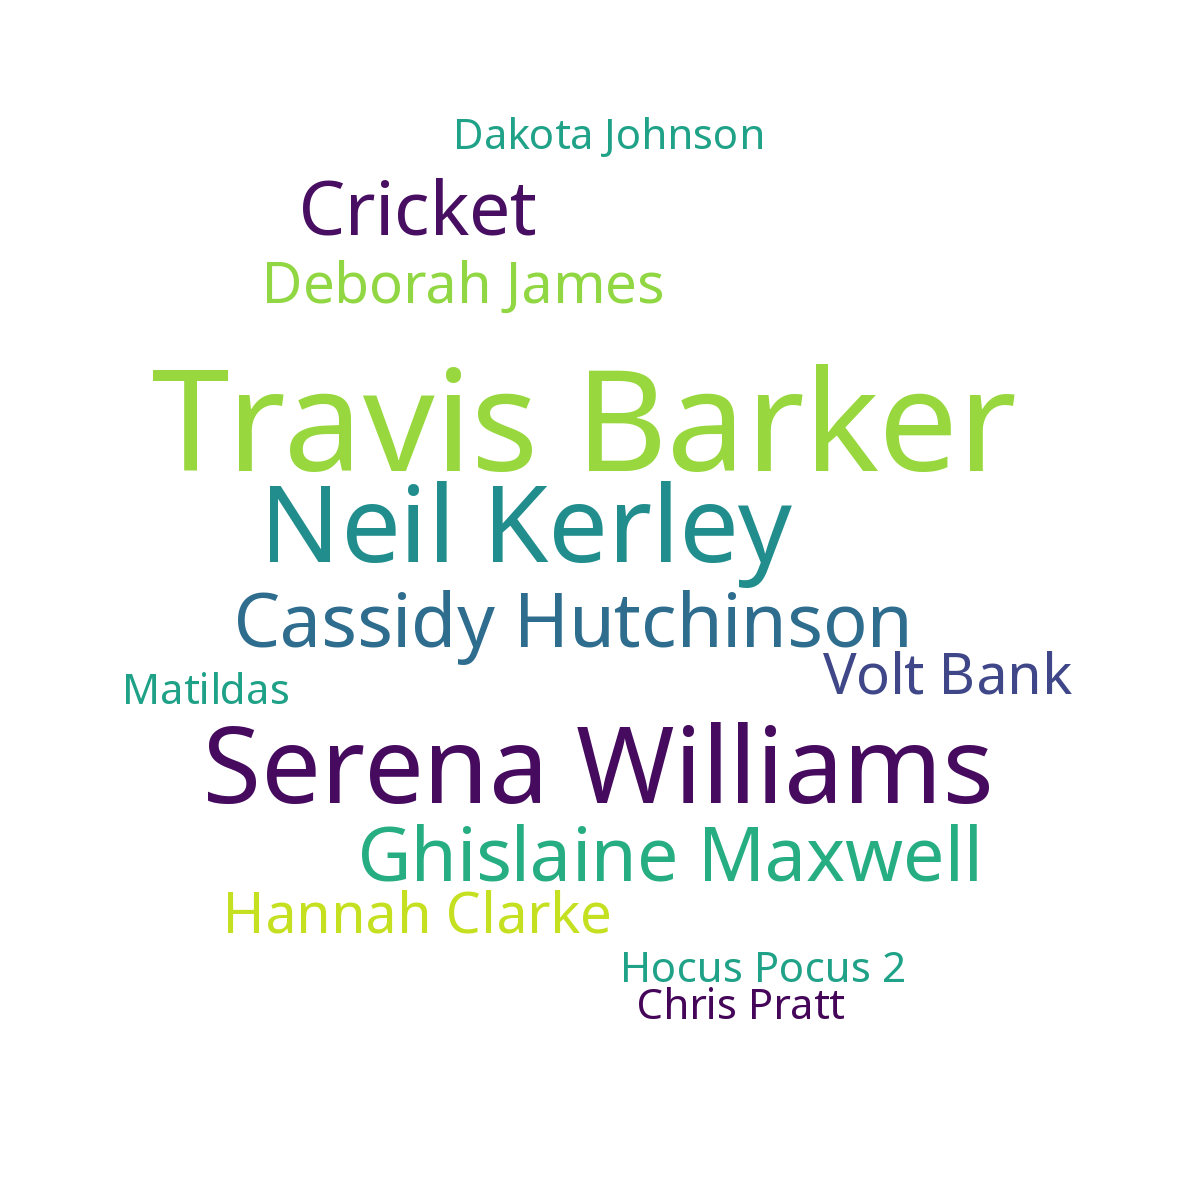 Dakota Johnson
Cricket
Deborah James
Travis Barker
Neil Kerley
Cassidy Hutchinson
Volt Bank
Matildas
Serena Williams
Ghislaine Maxwell
Hannah Clarke
Hocus Pocus 2
Chris Pratt